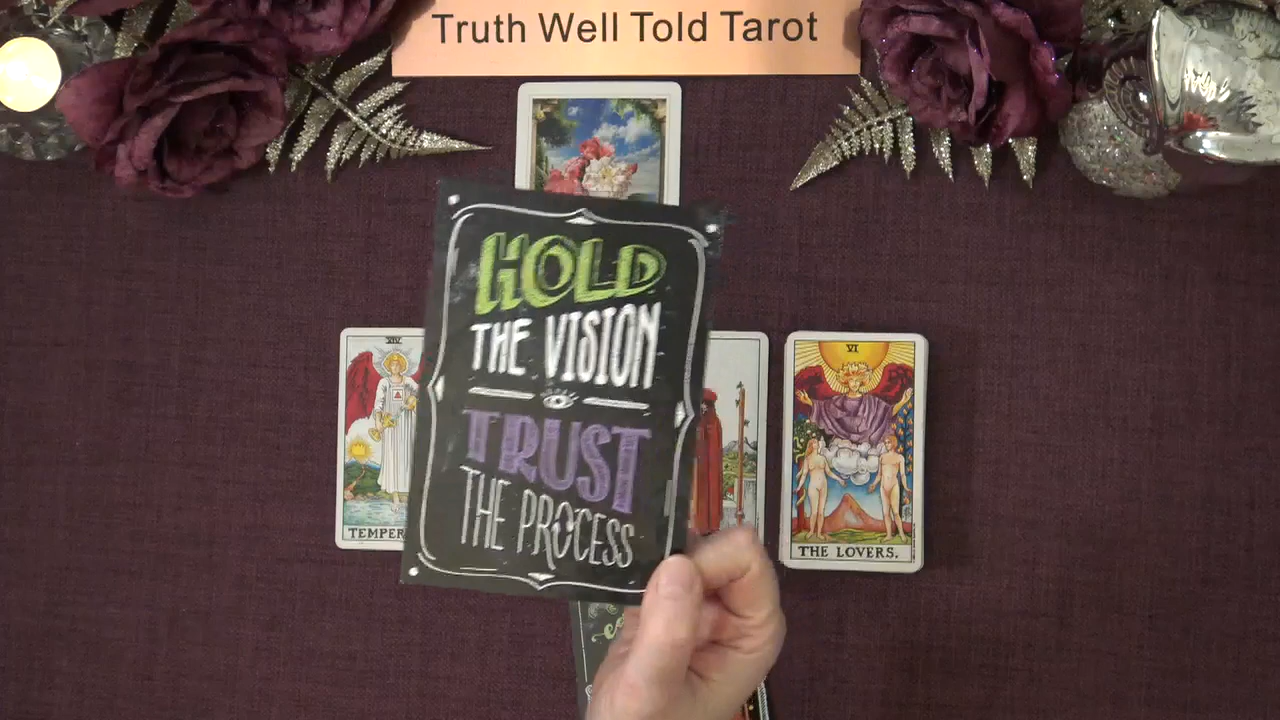 Truth Well Told Tarot
HOLD
THE VISION
TRUST
THE PROCESS
XIV
TEMPER
VI
THE LOVERS.